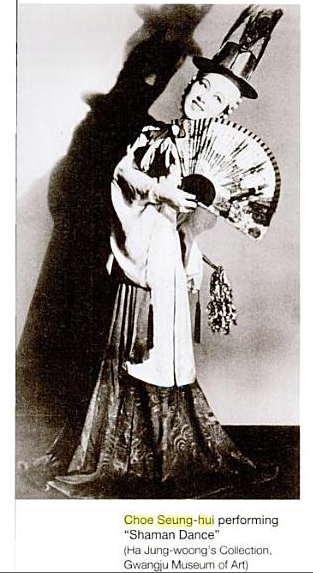 Choe Seung-hui performing
“Shaman Dance”
(Ha Jung-woong's Collection,
Gwangju Museum of Art)